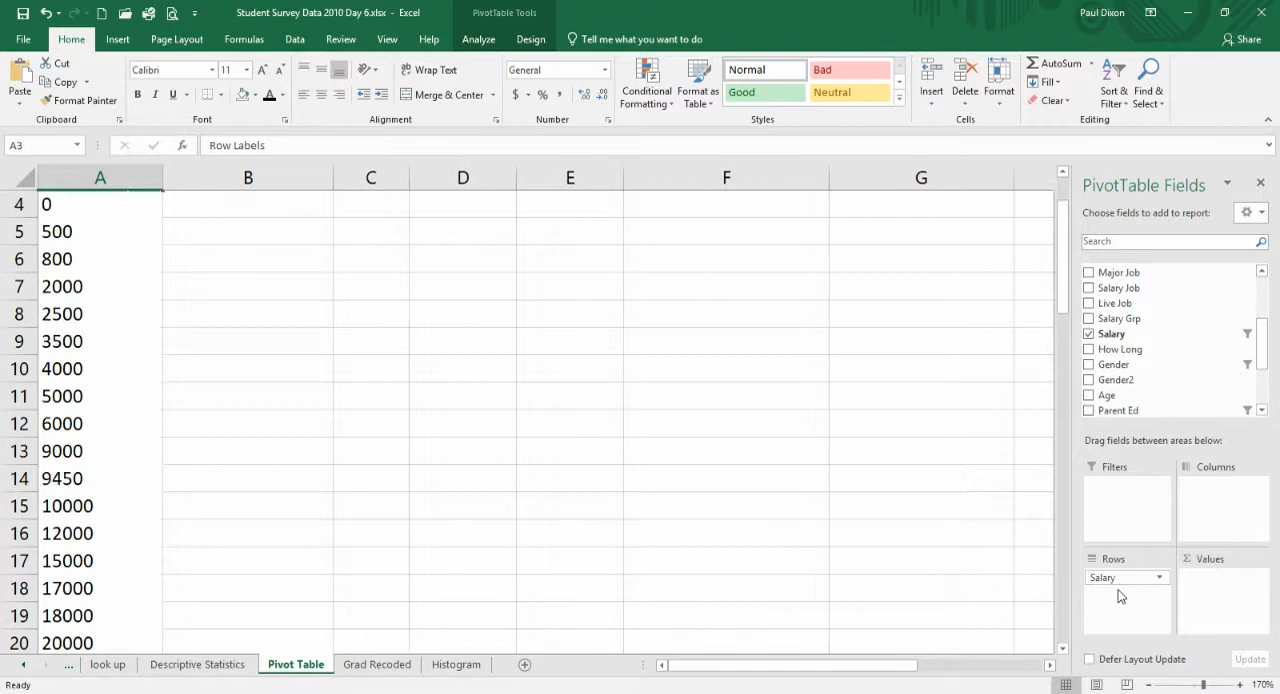 Student Survey Data 2010 Day 6.xlsx - Excel
PivotTable Tools
Paul Dixon
File
Home
Insert
Page Layout
Formulas
Data
Review
View
Help
Analyze
Design
Tell me what you want to do
Share
Paste
Cut
Copy
Format Painter
Clipboard
Calibri
11
A
A
B
I
U
A
Font
Wrap Text
Merge & Center
Alignment
General
$
%
,
Number
Conditional
Formatting
Format as
Table
Normal
Bad
Good
Neutral
Styles
Insert
Delete
Format
Cells
AutoSum
Fill
Clear
Sort &
Filter
Find &
Select
Editing
A3
fx
Row Labels
A B C D E F G
4 0
5 500
6 800
7 2000
8 2500
9 3500
10 4000
11 5000
12 6000
13 9000
14 9450
15 10000
16 12000
17 15000
18 17000
19 18000
20 20000
PivotTable Fields
Choose fields to add to report:
Search
Major Job
Salary Job
Live Job
Salary Grp
Salary
How Long
Gender
Gender2
Age
Parent Ed
Drag fields between areas below:
Filters
Columns
Rows
Σ Values
Salary
Defer Layout Update
Update
...
look up
Descriptive Statistics
Pivot Table
Grad Recoded
Histogram
Ready
170%